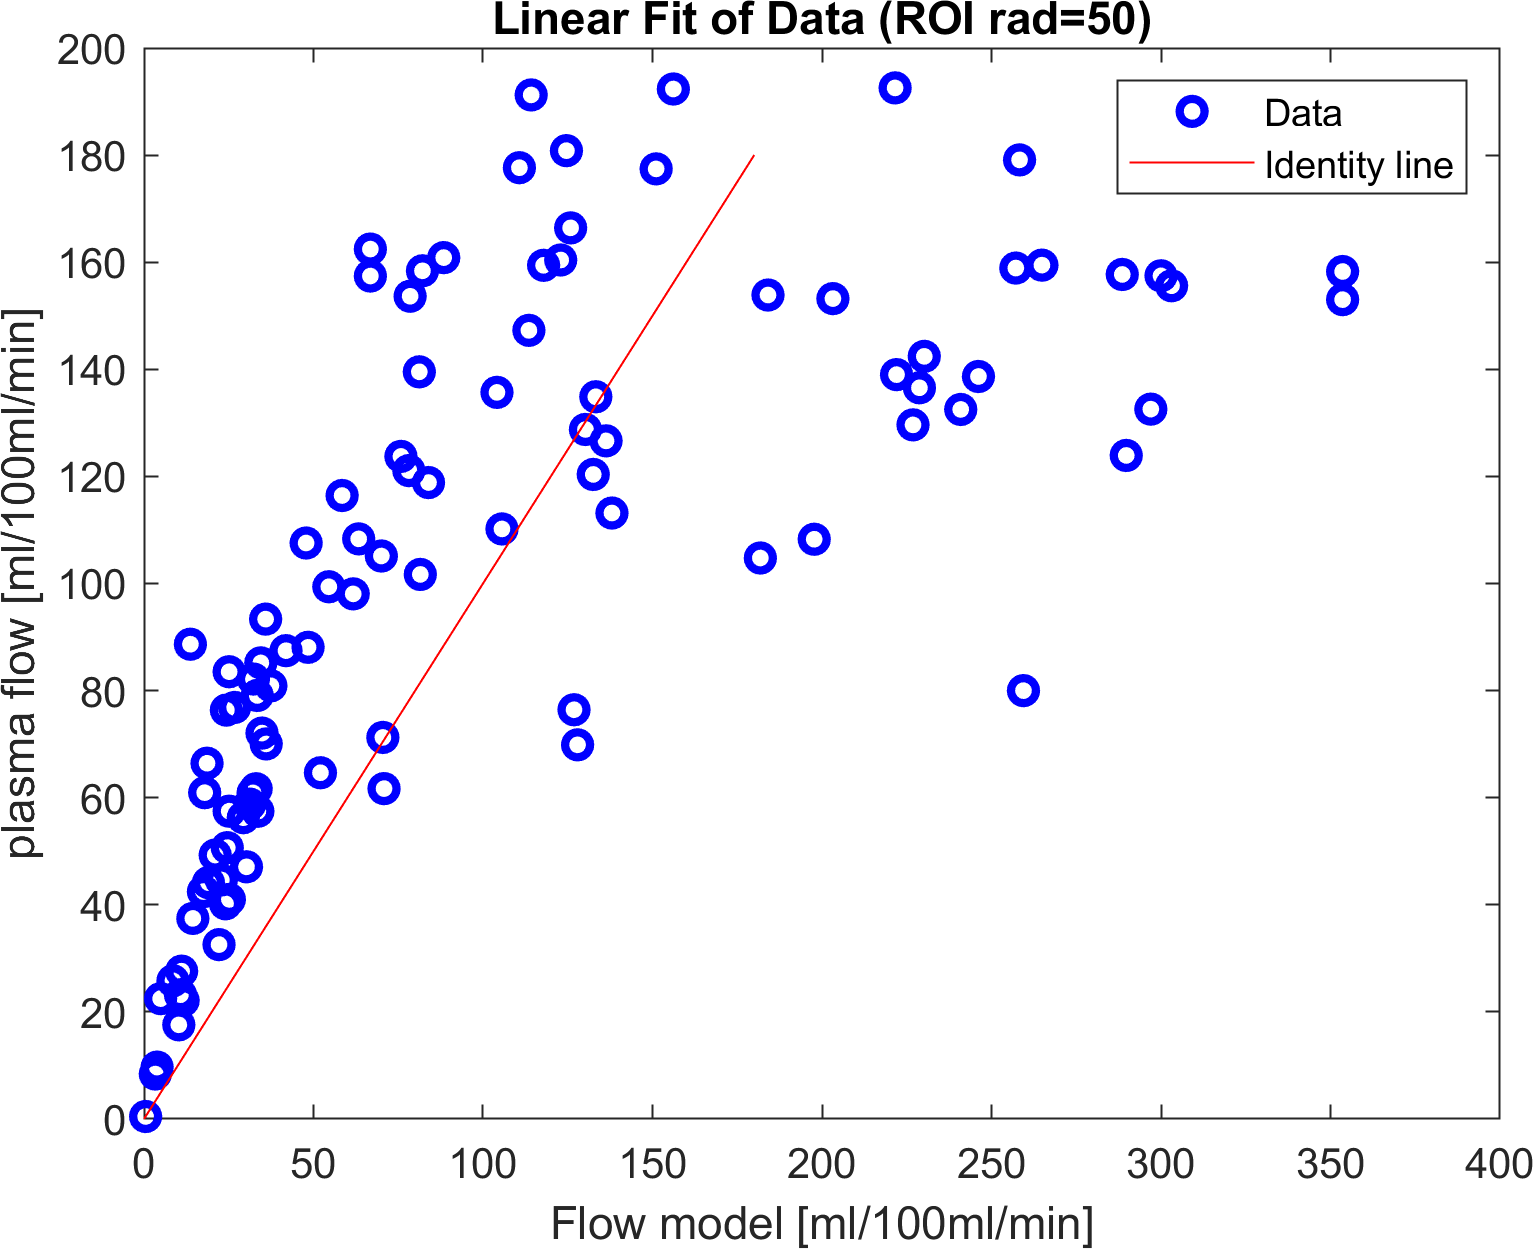 Linear Fit of Data (ROI rad=50)
200
180
160
140
120
100
80
60
40
20
0
plasma flow [ml/100ml/min]
Data
Identity line
0 50 100 150 200 250 300 350 400
Flow model [ml/100ml/min]